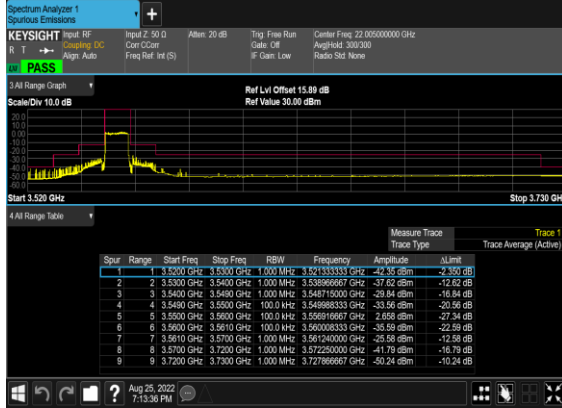 Spectrum Analyzer 1
Spurious Emissions
+
KEYSIGHT Input: RF Input Z: 50 Ω Atten: 20 dB Trig: Free Run Center Freq: 22.005000000 GHz
R T Coupling: DC Corr CCorr Gate: Off Avg|Hold: 300/300
Align: Auto Freq Ref: Int (S) IF Gain: Low Radio Std: None
LXI PASS
3 All Range Graph
Ref Lvl Offset 15.89 dB
Scale/Div 10.0 dB Ref Value 30.00 dBm
20.0
10.0
0.00
-10.0
-20.0
-30.0
-40.0
-50.0
-60.0
Start 3.520 GHz Stop 3.730 GHz
4 All Range Table
Measure Trace Trace 1
Trace Type Trace Average (Active)
Spur Range Start Freq Stop Freq RBW Frequency Amplitude ΔLimit
1 1 3.5200 GHz 3.5300 GHz 1.000 MHz 3.521333333 GHz -42.35 dBm -2.350 dB
2 2 3.5300 GHz 3.5400 GHz 1.000 MHz 3.538966667 GHz -37.62 dBm -12.62 dB
3 3 3.5400 GHz 3.5490 GHz 1.000 MHz 3.548715000 GHz -29.84 dBm -16.84 dB
4 4 3.5490 GHz 3.5500 GHz 100.0 kHz 3.549988333 GHz -33.56 dBm -20.56 dB
5 5 3.5500 GHz 3.5600 GHz 100.0 kHz 3.556916667 GHz 2.658 dBm -27.34 dB
6 6 3.5600 GHz 3.5610 GHz 100.0 kHz 3.560008333 GHz -35.59 dBm -22.59 dB
7 7 3.5610 GHz 3.5700 GHz 1.000 MHz 3.561240000 GHz -25.58 dBm -12.58 dB
8 8 3.5700 GHz 3.7200 GHz 1.000 MHz 3.572250000 GHz -41.79 dBm -16.79 dB
9 9 3.7200 GHz 3.7300 GHz 1.000 MHz 3.727866667 GHz -50.24 dBm -10.24 dB
? Aug 25, 2022
7:13:36 PM